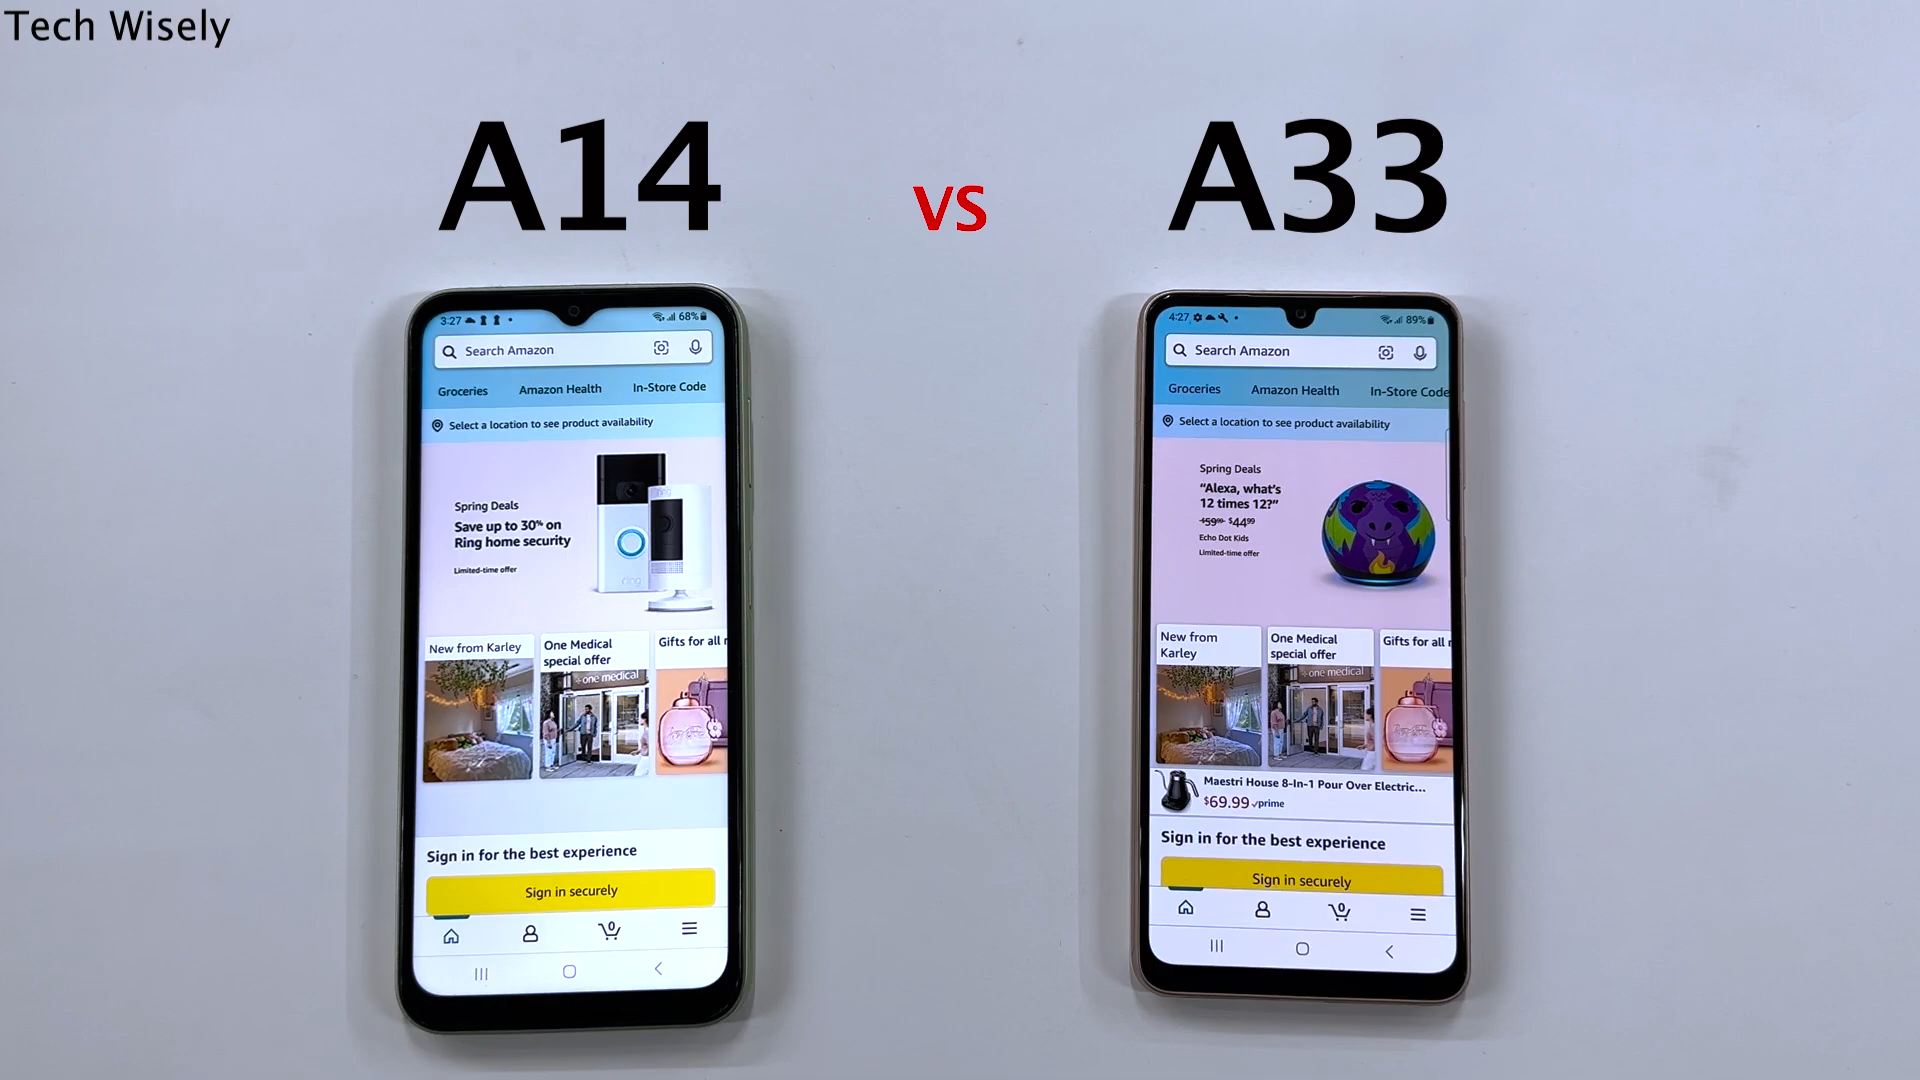 Tech Wisely
A14
vs
A33
3:27
68%
Search Amazon
Groceries
Amazon Health
In-Store Code
Select a location to see product availability
Spring Deals
Save up to 30% on
Ring home security
Limited-time offer
ring
ring
New from Karley
One Medical
special offer
Gifts for all
one medical
Sign in for the best experience
Sign in securely
0
4:27
89%
Search Amazon
Groceries
Amazon Health
In-Store Code
Select a location to see product availability
Spring Deals
“Alexa, what's
12 times 12?”
$59⁹⁹ $44⁹⁹
Echo Dot Kids
Limited-time offer
New from
Karley
One Medical
special offer
Gifts for all
one medical
Maestri House 8-In-1 Pour Over Electric...
$69.99 prime
Sign in for the best experience
Sign in securely
0